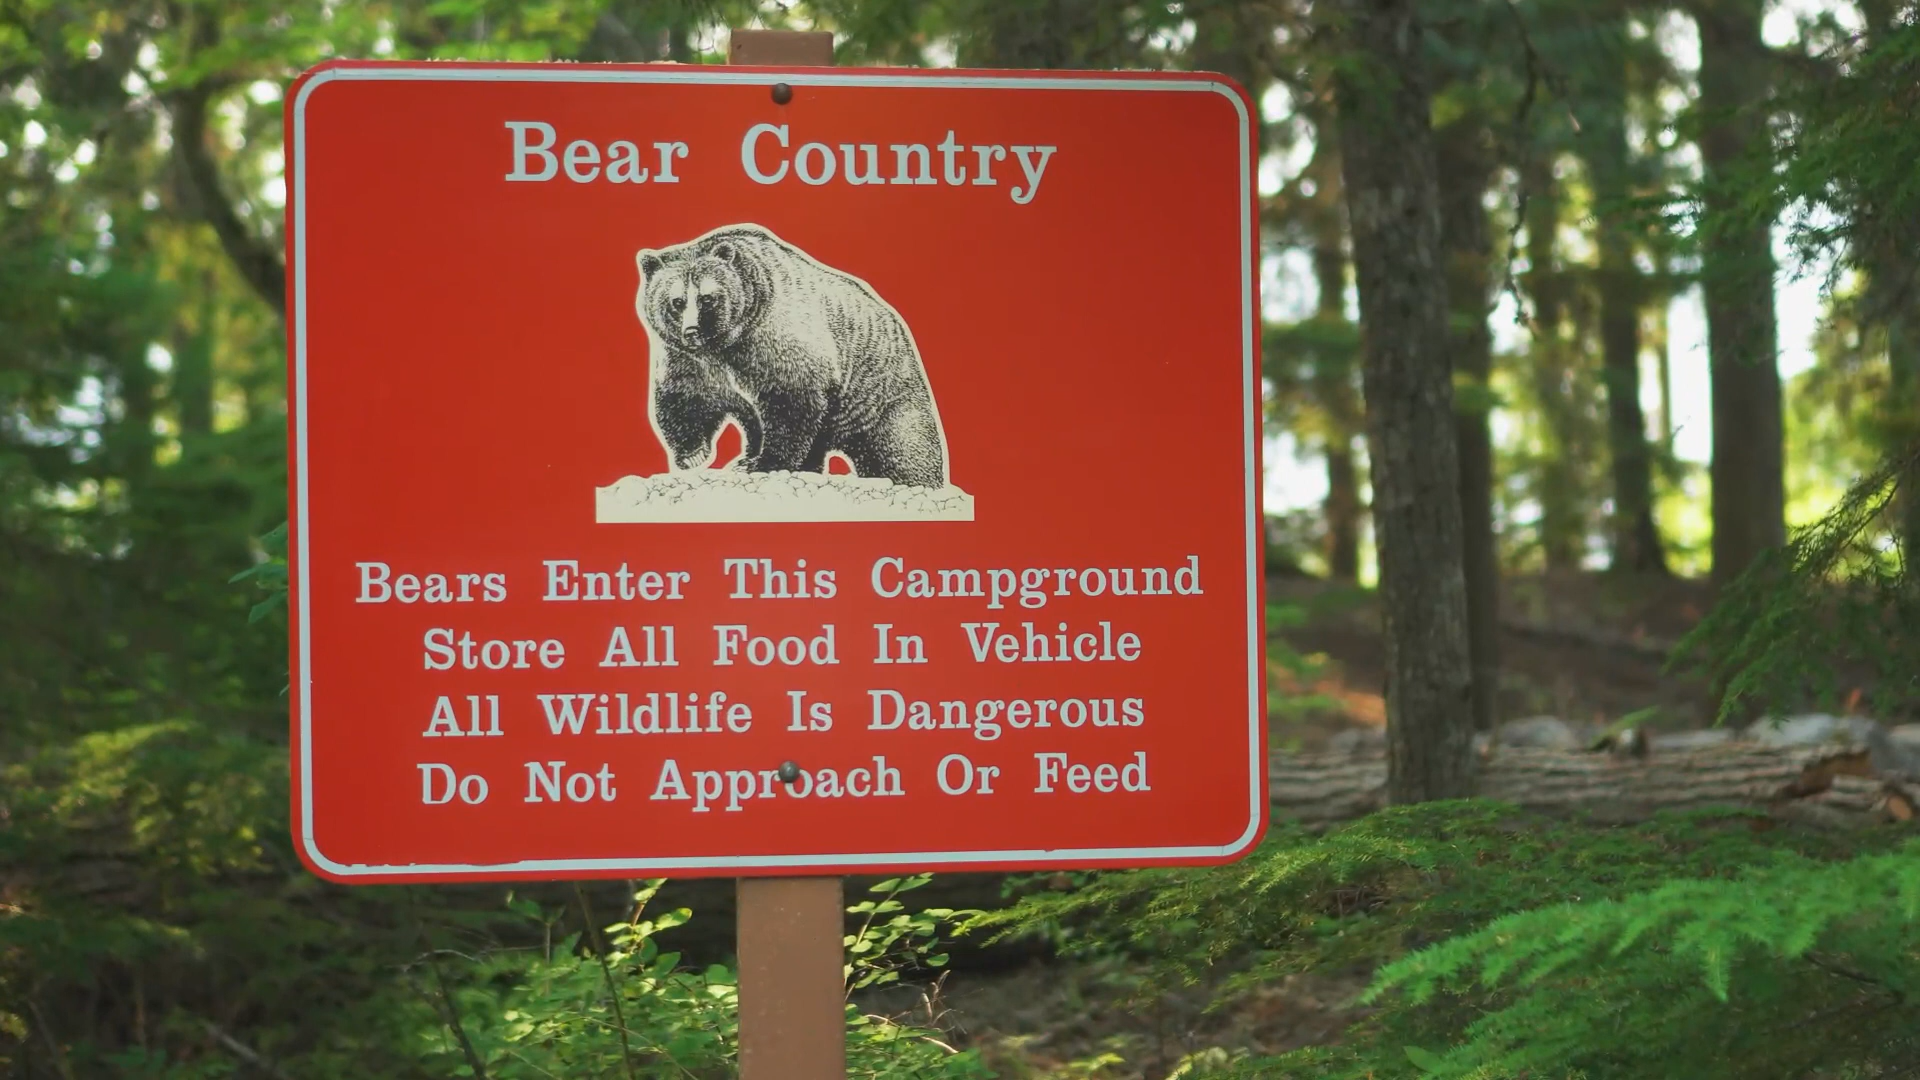 Bear Country
Bears Enter This Campground
Store All Food In Vehicle
All Wildlife Is Dangerous
Do Not Approach Or Feed